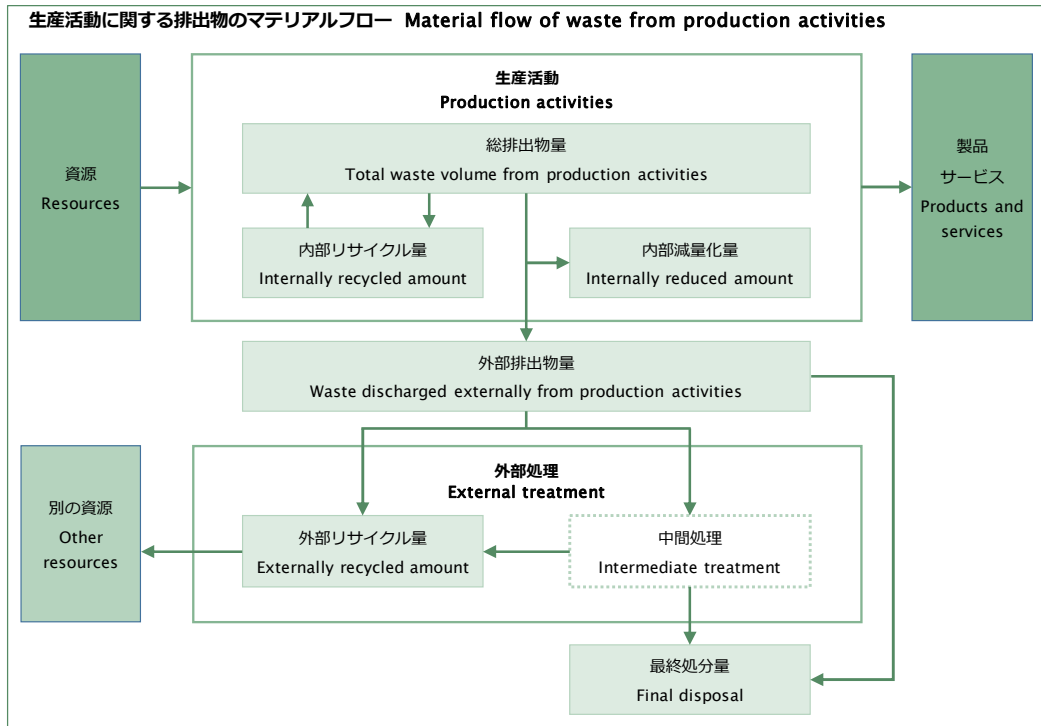 生産活動に関する排出物のマテリアルフロー Material flow of waste from production activities
資源
Resources
生産活動
Production activities
総排出物量
Total waste volume from production activities
内部リサイクル量
Internally recycled amount
内部減量化量
Internally reduced amount
製品
サービス
Products and
services
外部排出物量
Waste discharged externally from production activities
外部処理
External treatment
別の資源
Other
resources
外部リサイクル量
Externally recycled amount
中間処理
Intermediate treatment
最終処分量
Final disposal